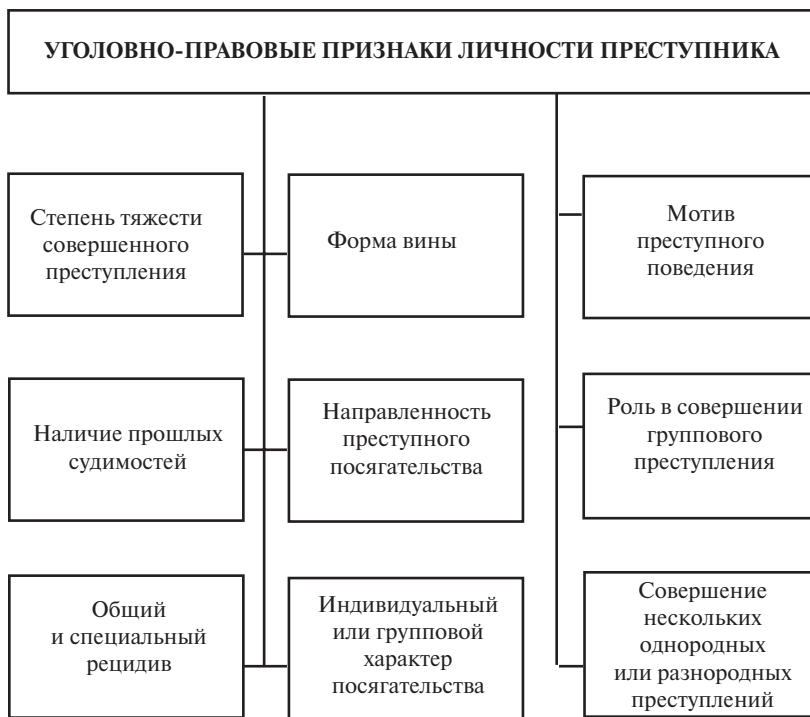 УГОЛОВНО-ПРАВОВЫЕ ПРИЗНАКИ ЛИЧНОСТИ ПРЕСТУПНИКА
Степень тяжести
совершенного
преступления
Форма вины
Мотив
преступного
поведения
Наличие прошлых
судимостей
Направленность
преступного
посягательства
Роль в совершении
группового
преступления
Общий
и специальный
рецидив
Индивидуальный
или групповой
характер
посягательства
Совершение
нескольких
однородных
или разнородных
преступлений